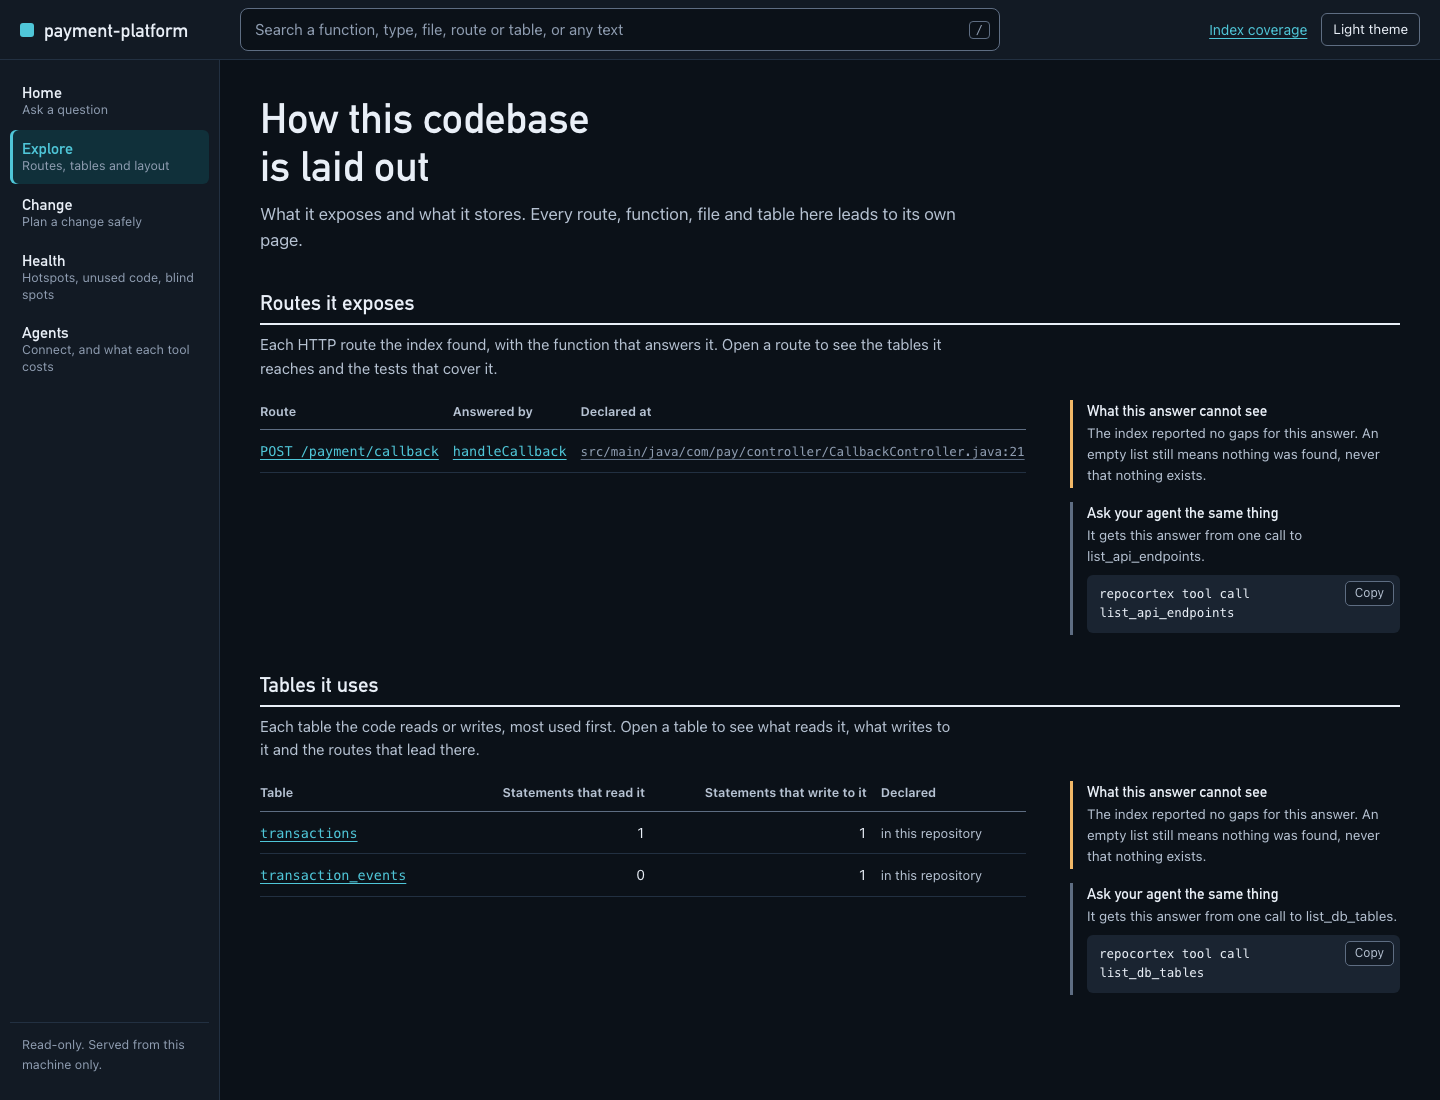 payment-platform
Search a function, type, file, route or table, or any text
/
Index coverage
Light theme
Home
Ask a question
Explore
Routes, tables and layout
Change
Plan a change safely
Health
Hotspots, unused code, blind
spots
Agents
Connect, and what each tool
costs
Read-only. Served from this
machine only.
How this codebase
is laid out
What it exposes and what it stores. Every route, function, file and table here leads to its own
page.
Routes it exposes
Each HTTP route the index found, with the function that answers it. Open a route to see the tables it
reaches and the tests that cover it.
Route Answered by Declared at
POST /payment/callback handleCallback src/main/java/com/pay/controller/CallbackController.java:21
What this answer cannot see
The index reported no gaps for this answer. An
empty list still means nothing was found, never
that nothing exists.
Ask your agent the same thing
It gets this answer from one call to
list_api_endpoints.
repocortex tool call
list_api_endpoints
Copy
Tables it uses
Each table the code reads or writes, most used first. Open a table to see what reads it, what writes to
it and the routes that lead there.
Table Statements that read it Statements that write to it Declared
transactions 1 1 in this repository
transaction_events 0 1 in this repository
What this answer cannot see
The index reported no gaps for this answer. An
empty list still means nothing was found, never
that nothing exists.
Ask your agent the same thing
It gets this answer from one call to list_db_tables.
repocortex tool call
list_db_tables
Copy